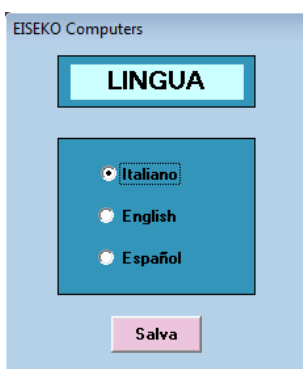 EISEKO Computers
LINGUA
Italiano
English
Español
Salva